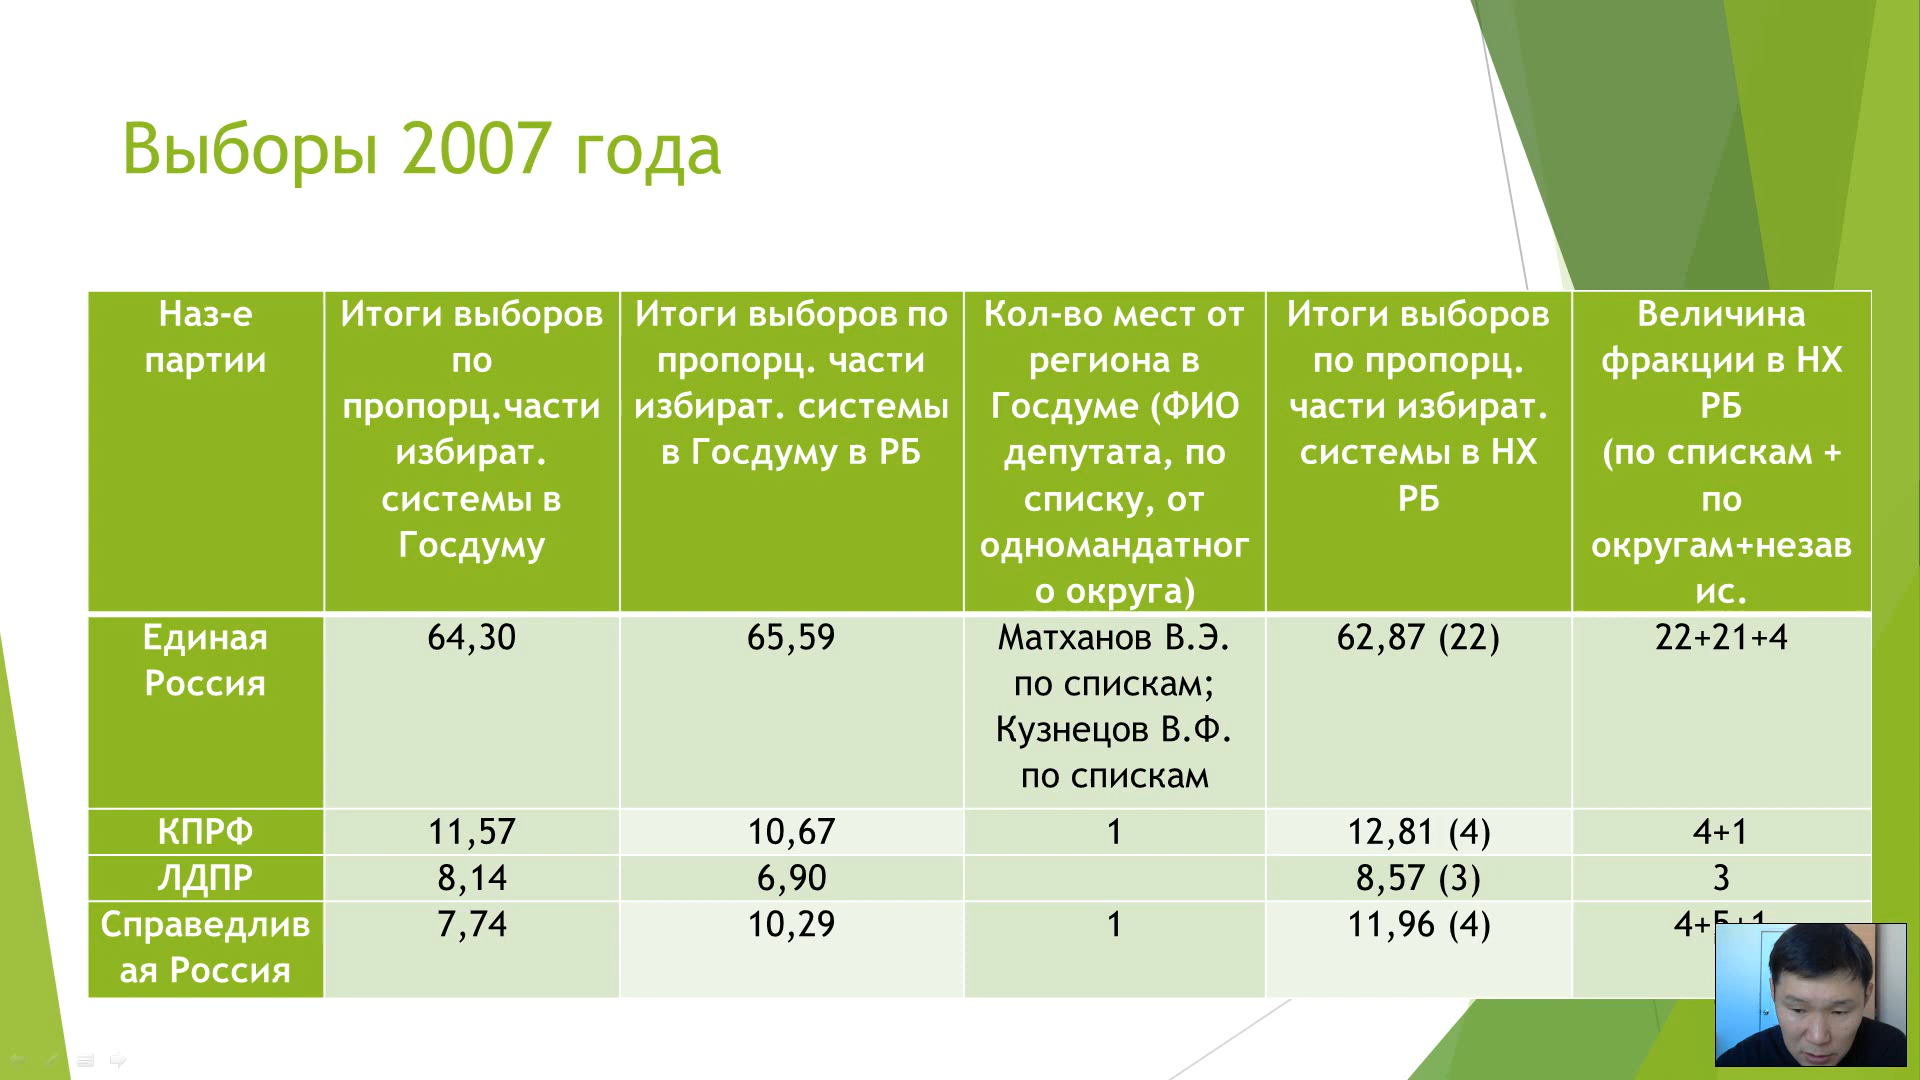 Выборы 2007 года
Наз-е
партии
Итоги выборов
по
пропорц.части
избират.
системы в
Госдуму
Итоги выборов по
пропорц. части
избират. системы
в Госдуму в РБ
Кол-во мест от
региона в
Госдуме (ФИО
депутата, по
списку, от
одномандатног
о округа)
Итоги выборов
по пропорц.
части избират.
системы в НХ
РБ
Величина
фракции в НХ
РБ
(по спискам +
по
округам+незав
ис.
Единая
Россия
64,30
65,59
Матханов В.Э.
по спискам;
Кузнецов В.Ф.
по спискам
62,87 (22)
22+21+4
КПРФ
11,57
10,67
1
12,81 (4)
4+1
ЛДПР
8,14
6,90
8,57 (3)
3
Справедлив
ая Россия
7,74
10,29
1
11,96 (4)
4+5+1